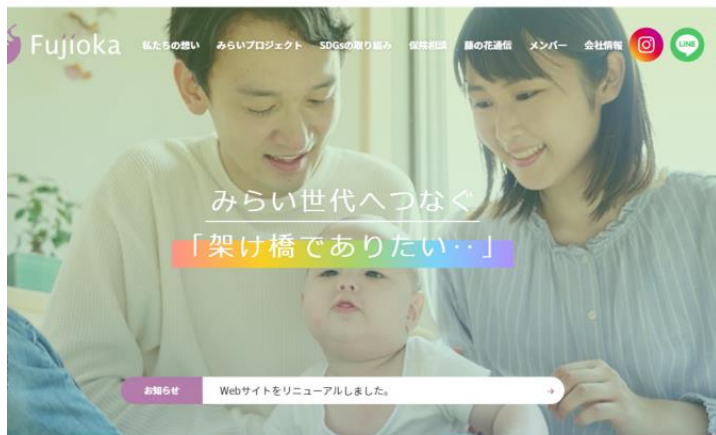 Fujioka
私たちの想い みらいプロジェクト SDGsの取り組み 保険相談 藤の花通信 メンバー 会社情報 LINE
みらい世代へつなぐ
「架け橋でありたい‥」
お知らせ Webサイトをリニューアルしました。 →